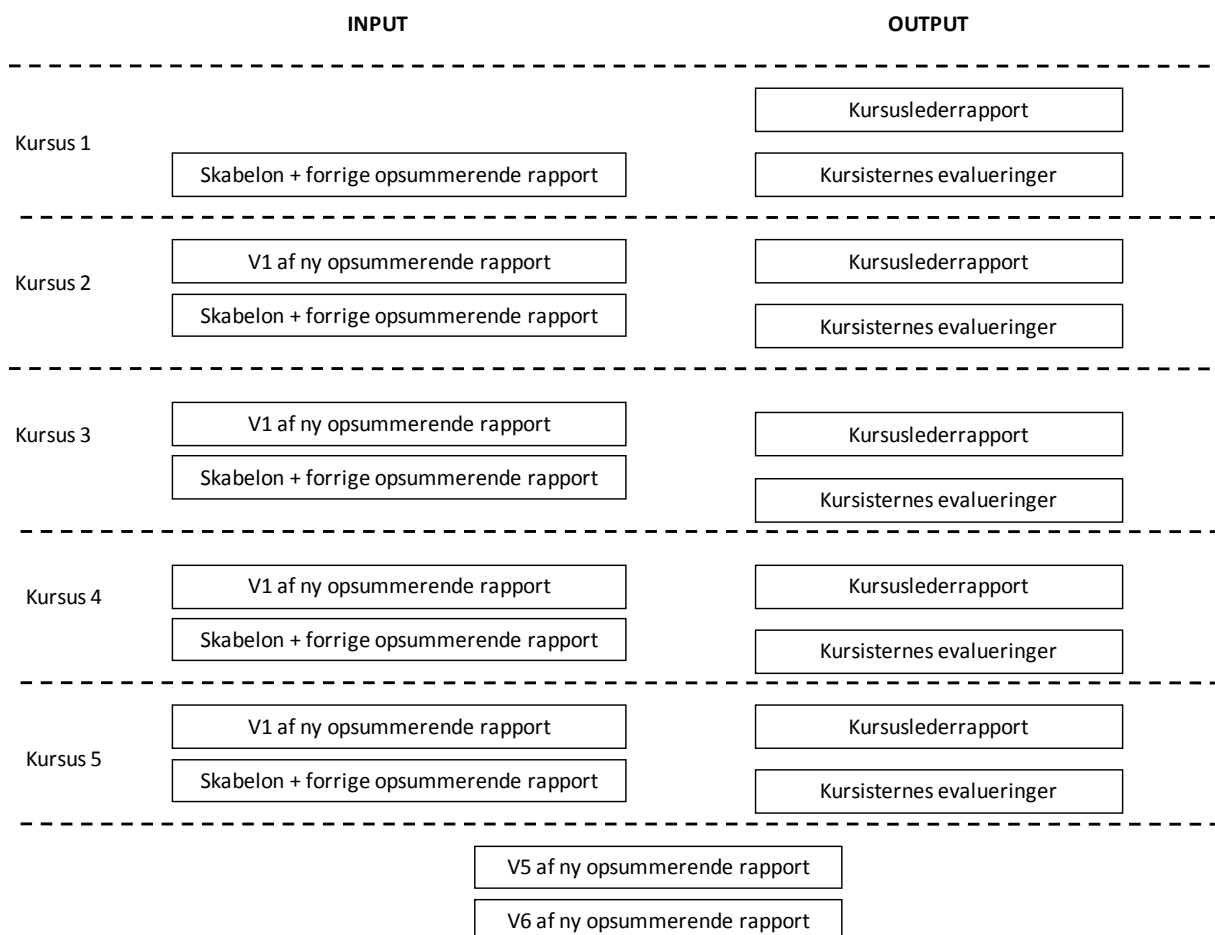 INPUT
OUTPUT
Kursus 1
Skabelon + forrige opsummerende rapport
Kursuslederrapport
Kursisternes evalueringer
Kursus 2
V1 af ny opsummerende rapport
Skabelon + forrige opsummerende rapport
Kursuslederrapport
Kursisternes evalueringer
Kursus 3
V1 af ny opsummerende rapport
Skabelon + forrige opsummerende rapport
Kursuslederrapport
Kursisternes evalueringer
Kursus 4
V1 af ny opsummerende rapport
Skabelon + forrige opsummerende rapport
Kursuslederrapport
Kursisternes evalueringer
Kursus 5
V1 af ny opsummerende rapport
Skabelon + forrige opsummerende rapport
Kursuslederrapport
Kursisternes evalueringer
V5 af ny opsummerende rapport
V6 af ny opsummerende rapport